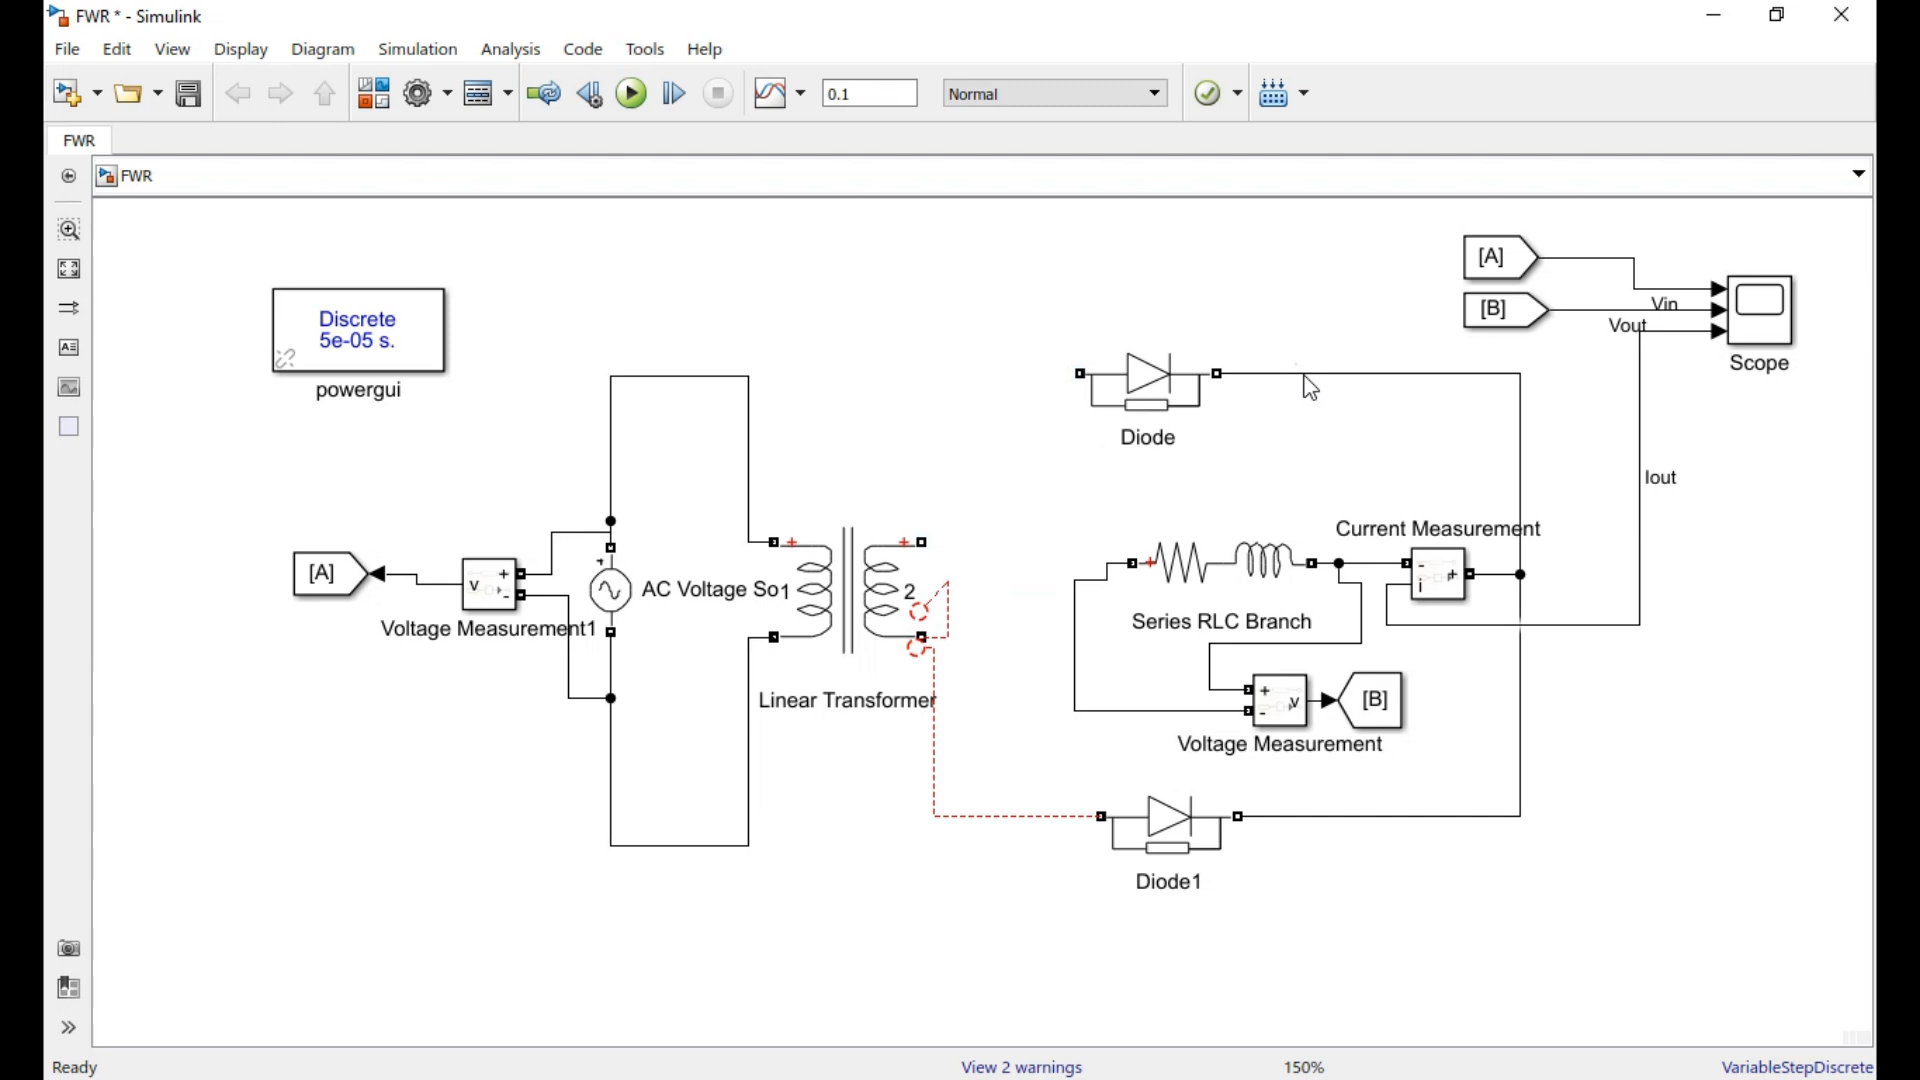 FWR * - Simulink
File Edit View Display Diagram Simulation Analysis Code Tools Help
0.1 Normal
FWR
FWR
[A]
[B]
Vin
Vout
Scope
Discrete
5e-05 s.
powergui
Diode
Iout
Current Measurement
[A]
v
+
-
+
AC Voltage So1
+
+
2
+
-
i
+
Voltage Measurement1
Series RLC Branch
Linear Transformer
+
-
v
[B]
Voltage Measurement
Diode1
Ready View 2 warnings 150% VariableStepDiscrete